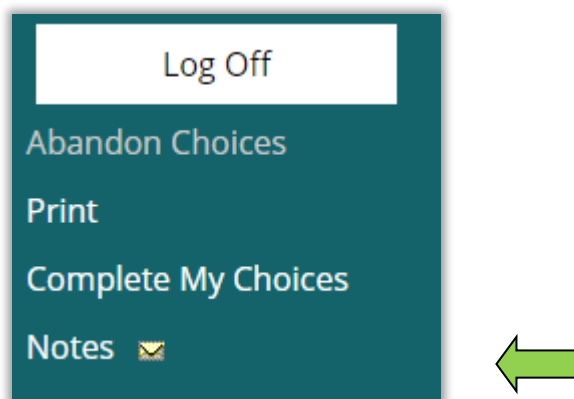 Log Off
Abandon Choices
Print
Complete My Choices
Notes